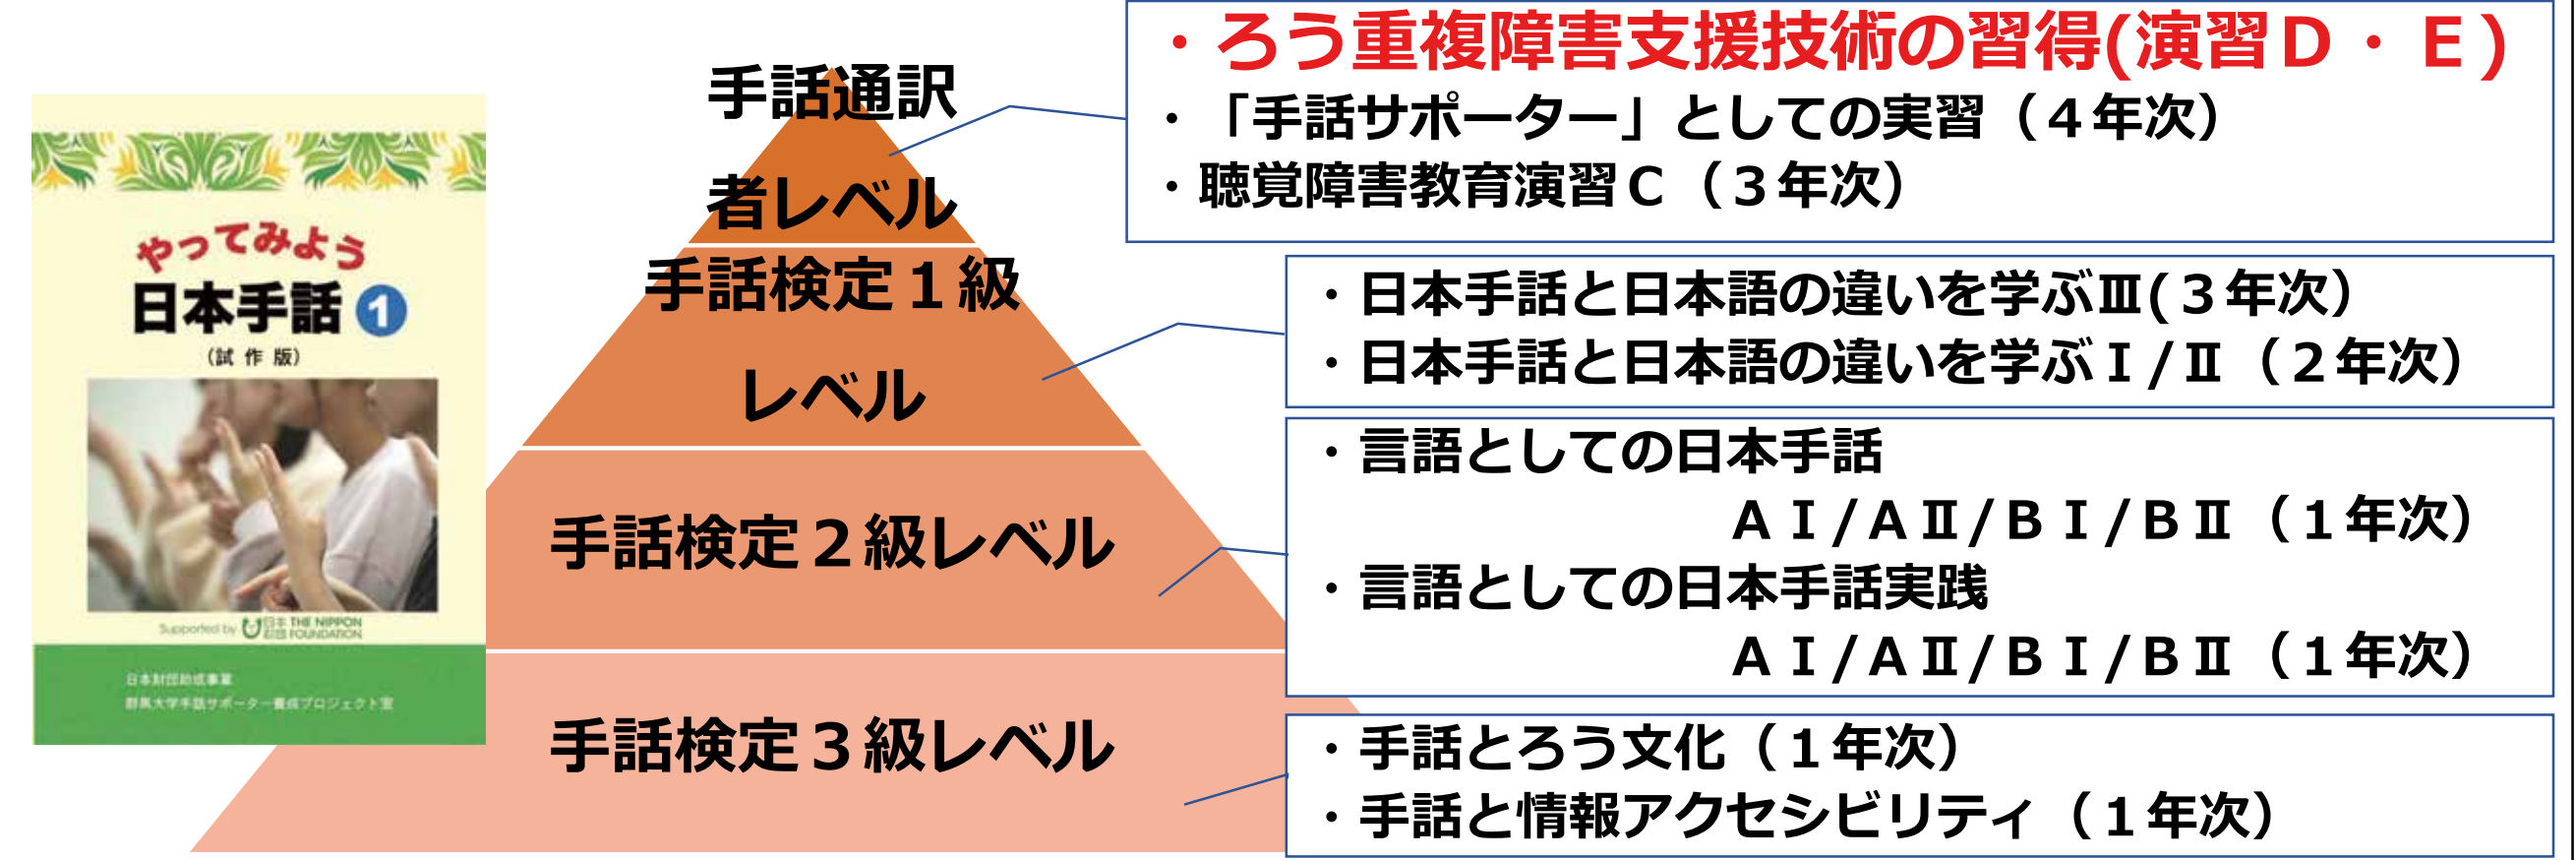 やってみよう
日本手話 1
(試作版)
Supported by 日本財団 THE NIPPON FOUNDATION
日本財団助成事業
群馬大学手話サポーター養成プロジェクト室
手話通訳
者レベル
手話検定１級
レベル
手話検定２級レベル
手話検定３級レベル
・ろう重複障害支援技術の習得(演習Ｄ・Ｅ)
・「手話サポーター」としての実習（４年次）
・聴覚障害教育演習Ｃ（３年次）
・日本手話と日本語の違いを学ぶⅢ(３年次）
・日本手話と日本語の違いを学ぶⅠ/Ⅱ（２年次）
・言語としての日本手話
ＡⅠ/ＡⅡ/ＢⅠ/ＢⅡ（１年次）
・言語としての日本手話実践
ＡⅠ/ＡⅡ/ＢⅠ/ＢⅡ（１年次）
・手話とろう文化（１年次）
・手話と情報アクセシビリティ（１年次）